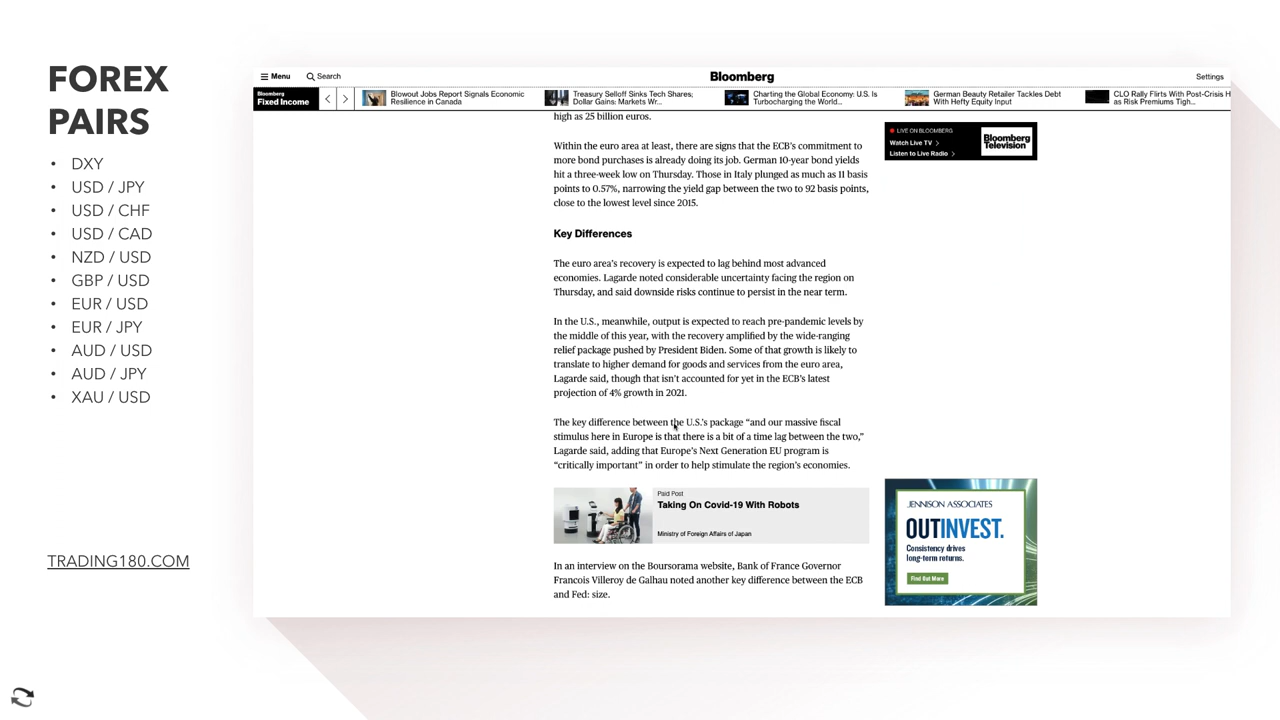 FOREX
PAIRS
• DXY
• USD / JPY
• USD / CHF
• USD / CAD
• NZD / USD
• GBP / USD
• EUR / USD
• EUR / JPY
• AUD / USD
• AUD / JPY
• XAU / USD
TRADING180.COM
Menu
Search
Bloomberg
Settings
Bloomberg
Fixed Income
Blowout Jobs Report Signals Economic
Resilience in Canada
Treasury Selloff Sinks Tech Shares;
Dollar Gains: Markets Wr...
Charting the Global Economy: U.S. Is
Turbocharging the World...
German Beauty Retailer Tackles Debt
With Hefty Equity Input
CLO Rally Flirts With Post-Crisis H
as Risk Premiums Tigh...
high as 25 billion euros.
Within the euro area at least, there are signs that the ECB's commitment to
more bond purchases is already doing its job. German 10-year bond yields
hit a three-week low on Thursday. Those in Italy plunged as much as 11 basis
points to 0.57%, narrowing the yield gap between the two to 92 basis points,
close to the lowest level since 2015.
Key Differences
The euro area's recovery is expected to lag behind most advanced
economies. Lagarde noted considerable uncertainty facing the region on
Thursday, and said downside risks continue to persist in the near term.
In the U.S., meanwhile, output is expected to reach pre-pandemic levels by
the middle of this year, with the recovery amplified by the wide-ranging
relief package pushed by President Biden. Some of that growth is likely to
translate to higher demand for goods and services from the euro area,
Lagarde said, though that isn't accounted for yet in the ECB's latest
projection of 4% growth in 2021.
The key difference between the U.S.'s package “and our massive fiscal
stimulus here in Europe is that there is a bit of a time lag between the two,”
Lagarde said, adding that Europe's Next Generation EU program is
“critically important” in order to help stimulate the region's economies.
Paid Post
Taking On Covid-19 With Robots
Ministry of Foreign Affairs of Japan
In an interview on the Boursorama website, Bank of France Governor
Francois Villeroy de Galhau noted another key difference between the ECB
and Fed: size.
LIVE ON BLOOMBERG
Watch Live TV >
Listen to Live Radio >
Bloomberg
Television
JENNISON ASSOCIATES
OUTINVEST.
Consistency drives
long-term returns.
Find Out More